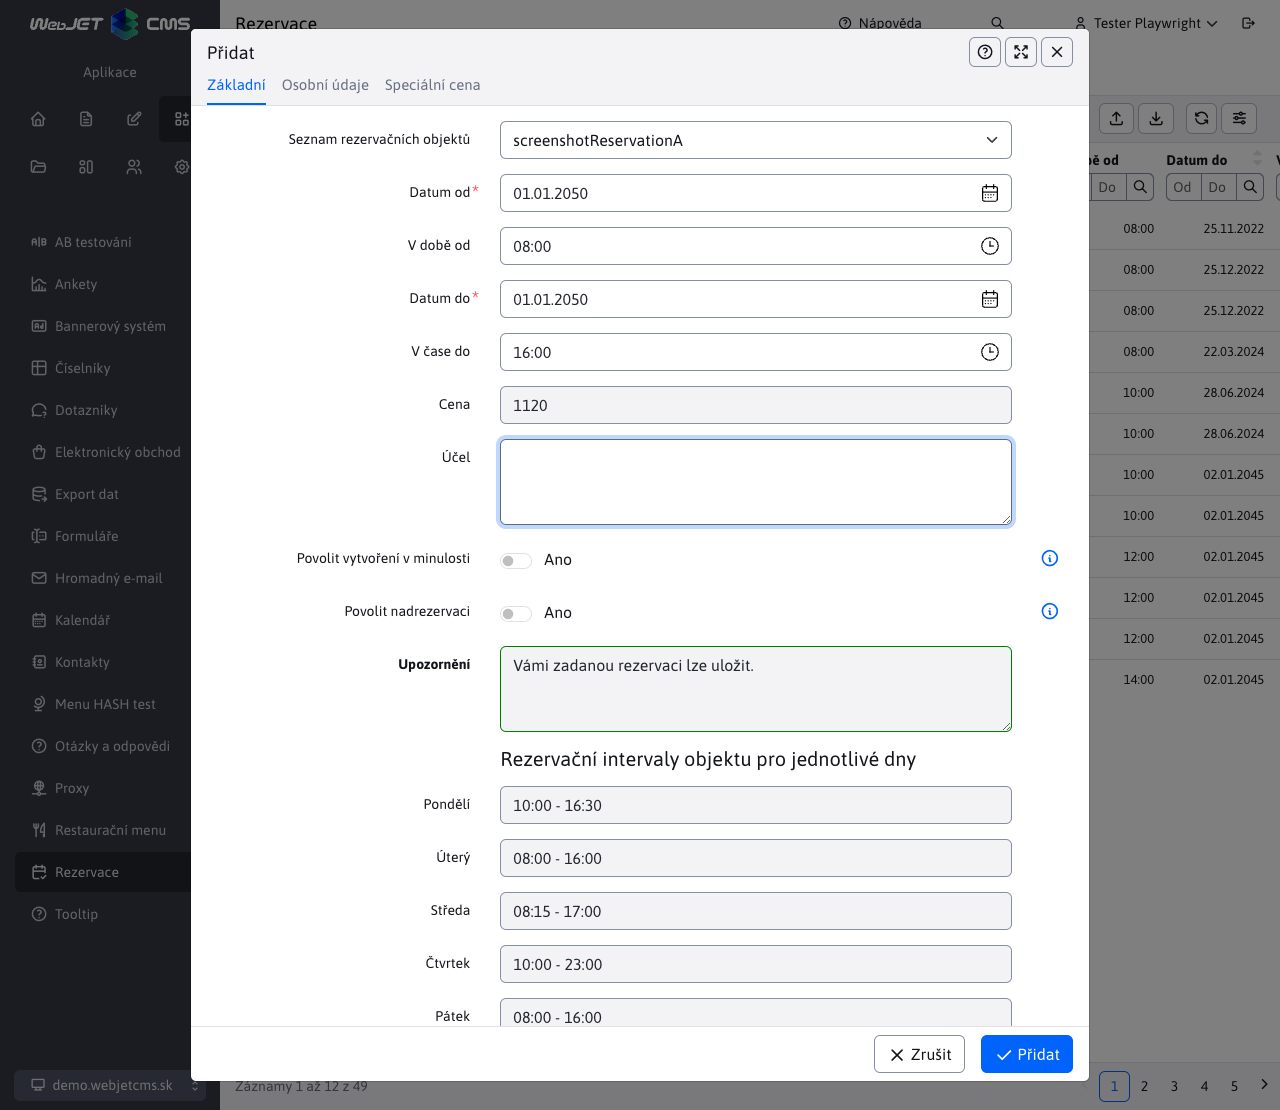 WebJET CMS
Rezervace
Nápověda
Tester Playwright
Aplikace
Přidat
Základní
Osobní údaje
Speciální cena
Seznam rezervačních objektů
screenshotReservationA
Datum od*
01.01.2050
V době od
08:00
Datum do*
01.01.2050
V čase do
16:00
Cena
1120
Účel
Povolit vytvoření v minulosti
Ano
Povolit nadrezervaci
Ano
Upozornění
Vámi zadanou rezervaci lze uložit.
Rezervační intervaly objektu pro jednotlivé dny
Pondělí
10:00 - 16:30
Úterý
08:00 - 16:00
Středa
08:15 - 17:00
Čtvrtek
10:00 - 23:00
Pátek
08:00 - 16:00
Zrušit
Přidat
AB testování
Ankety
Bannerový systém
Číselníky
Dotazníky
Elektronický obchod
Export dat
Formuláře
Hromadný e-mail
Kalendář
Kontakty
Menu HASH test
Otázky a odpovědi
Proxy
Restaurační menu
Rezervace
Tooltip
demo.webjetcms.sk
od
Datum do
Do
Od
Do
08:00 25.11.2022
08:00 25.12.2022
08:00 25.12.2022
08:00 22.03.2024
10:00 28.06.2024
10:00 28.06.2024
10:00 02.01.2045
10:00 02.01.2045
12:00 02.01.2045
12:00 02.01.2045
12:00 02.01.2045
14:00 02.01.2045
Záznamy 1 až 12 z 49
1 2 3 4 5